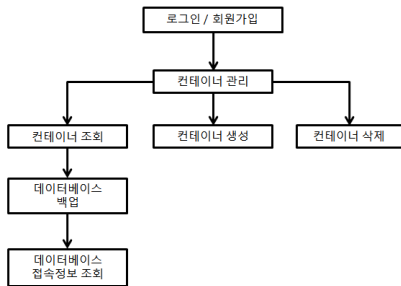 로그인 / 회원가입
컨테이너 관리
컨테이너 조회
컨테이너 생성
컨테이너 삭제
데이터베이스
백업
데이터베이스
접속정보 조회